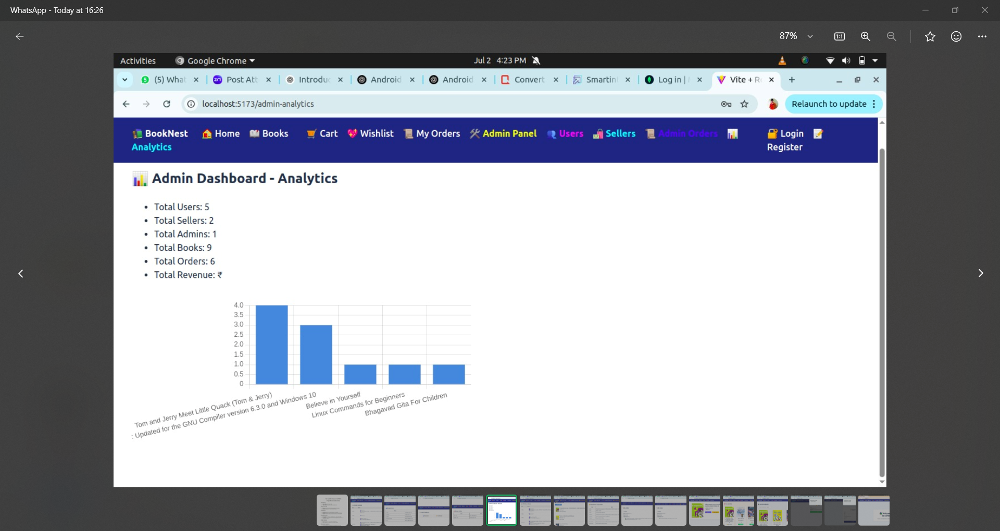 WhatsApp - Today at 16:26
87%
1:1
Activities Google Chrome Jul 2 4:23 PM
(5) What Post Att Introdu Android Android Convert Smartin Log in | Vite + R
localhost:5173/admin-analytics Relaunch to update
BookNest Home Books Cart Wishlist My Orders Admin Panel Users Sellers Admin Orders Login
Analytics Register
Admin Dashboard - Analytics
• Total Users: 5
• Total Sellers: 2
• Total Admins: 1
• Total Books: 9
• Total Orders: 6
• Total Revenue: ₹
4.0
3.5
3.0
2.5
2.0
1.5
1.0
0.5
0
Tom and Jerry Meet Little Quack (Tom & Jerry)
: Updated for the GNU Compiler version 6.3.0 and Windows 10
Believe in Yourself
Linux Commands for Beginners
Bhagavad Gita For Children